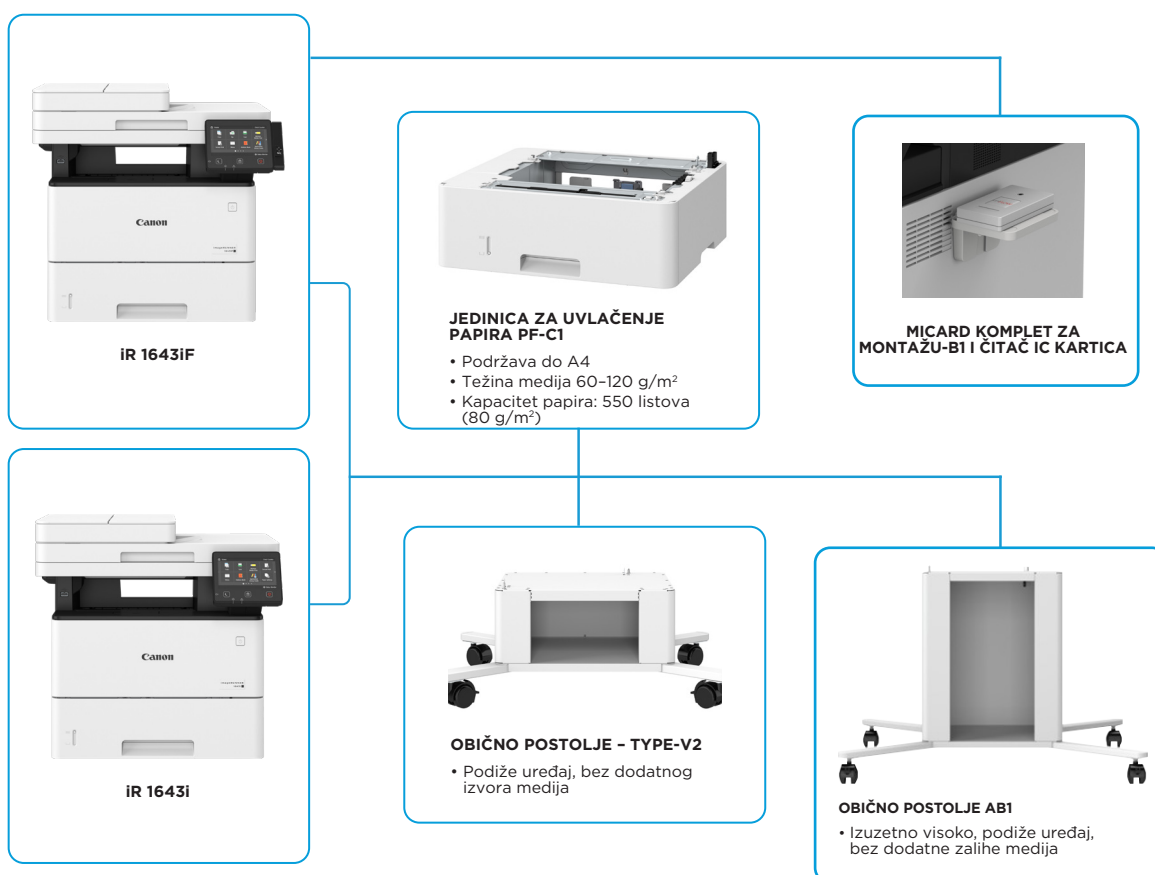 Canon
iR 1643iF
JEDINICA ZA UVLAČENJE
PAPIRA PF-C1
• Podržava do A4
• Težina medija 60–120 g/m²
• Kapacitet papira: 550 listova
(80 g/m²)
MICARD KOMPLET ZA
MONTAŽU-B1 I ČITAČ IC KARTICA
Canon
iR 1643i
OBIČNO POSTOLJE – TYPE-V2
• Podiže uređaj, bez dodatnog
izvora medija
OBIČNO POSTOLJE AB1
• Izuzetno visoko, podiže uređaj,
bez dodatne zalihe medija